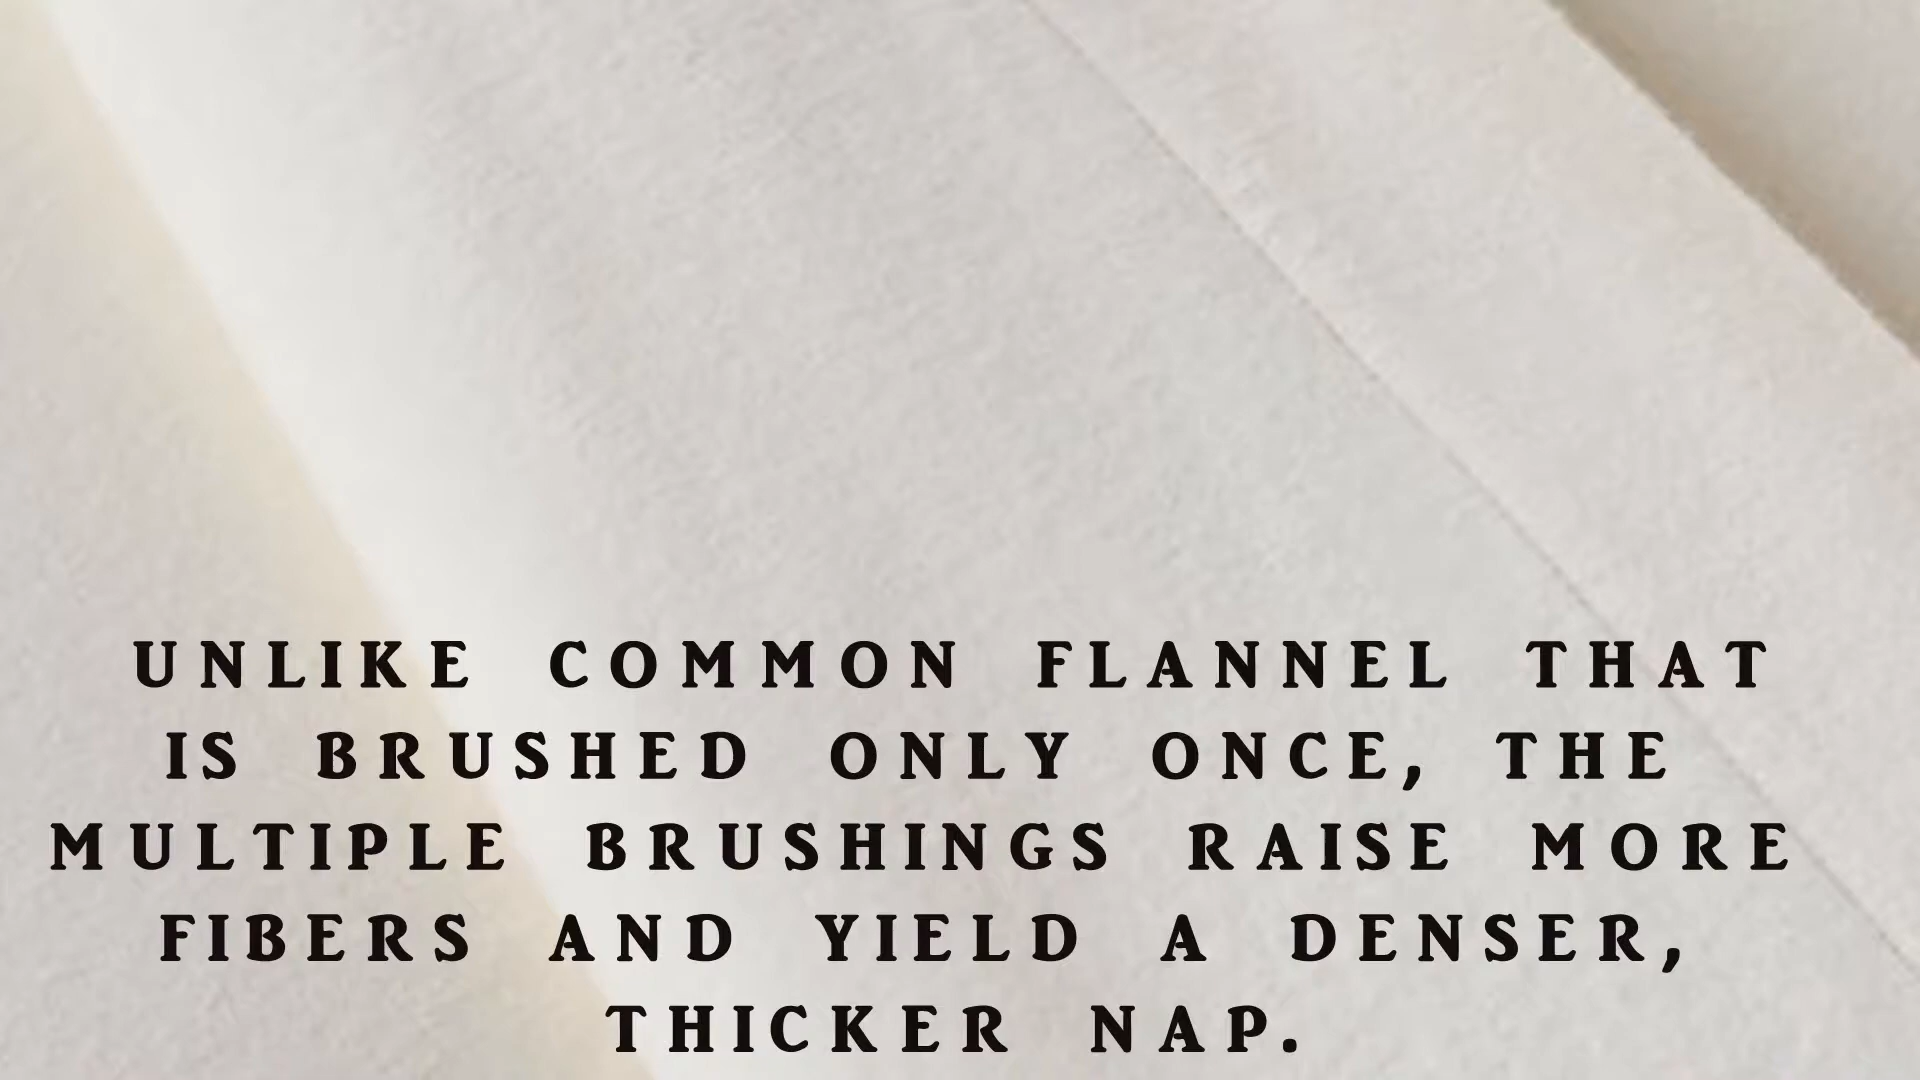 UNLIKE COMMON FLANNEL THAT
IS BRUSHED ONLY ONCE, THE
MULTIPLE BRUSHINGS RAISE MORE
FIBERS AND YIELD A DENSER,
THICKER NAP.